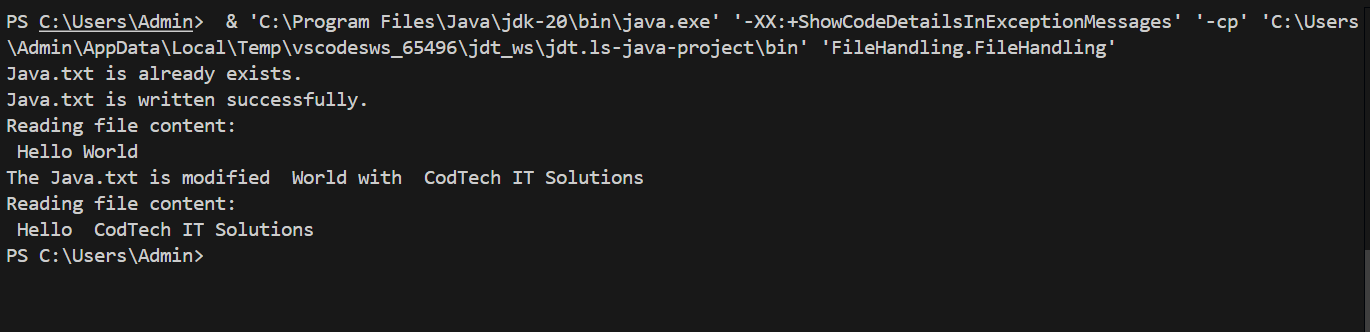 PS C:\Users\Admin>  & 'C:\Program Files\Java\jdk-20\bin\java.exe' '-XX:+ShowCodeDetailsInExceptionMessages' '-cp' 'C:\Users
\Admin\AppData\Local\Temp\vscodesws_65496\jdt_ws\jdt.ls-java-project\bin' 'FileHandling.FileHandling'
Java.txt is already exists.
Java.txt is written successfully.
Reading file content:
 Hello World
The Java.txt is modified  World with  CodTech IT Solutions
Reading file content:
 Hello  CodTech IT Solutions
PS C:\Users\Admin>